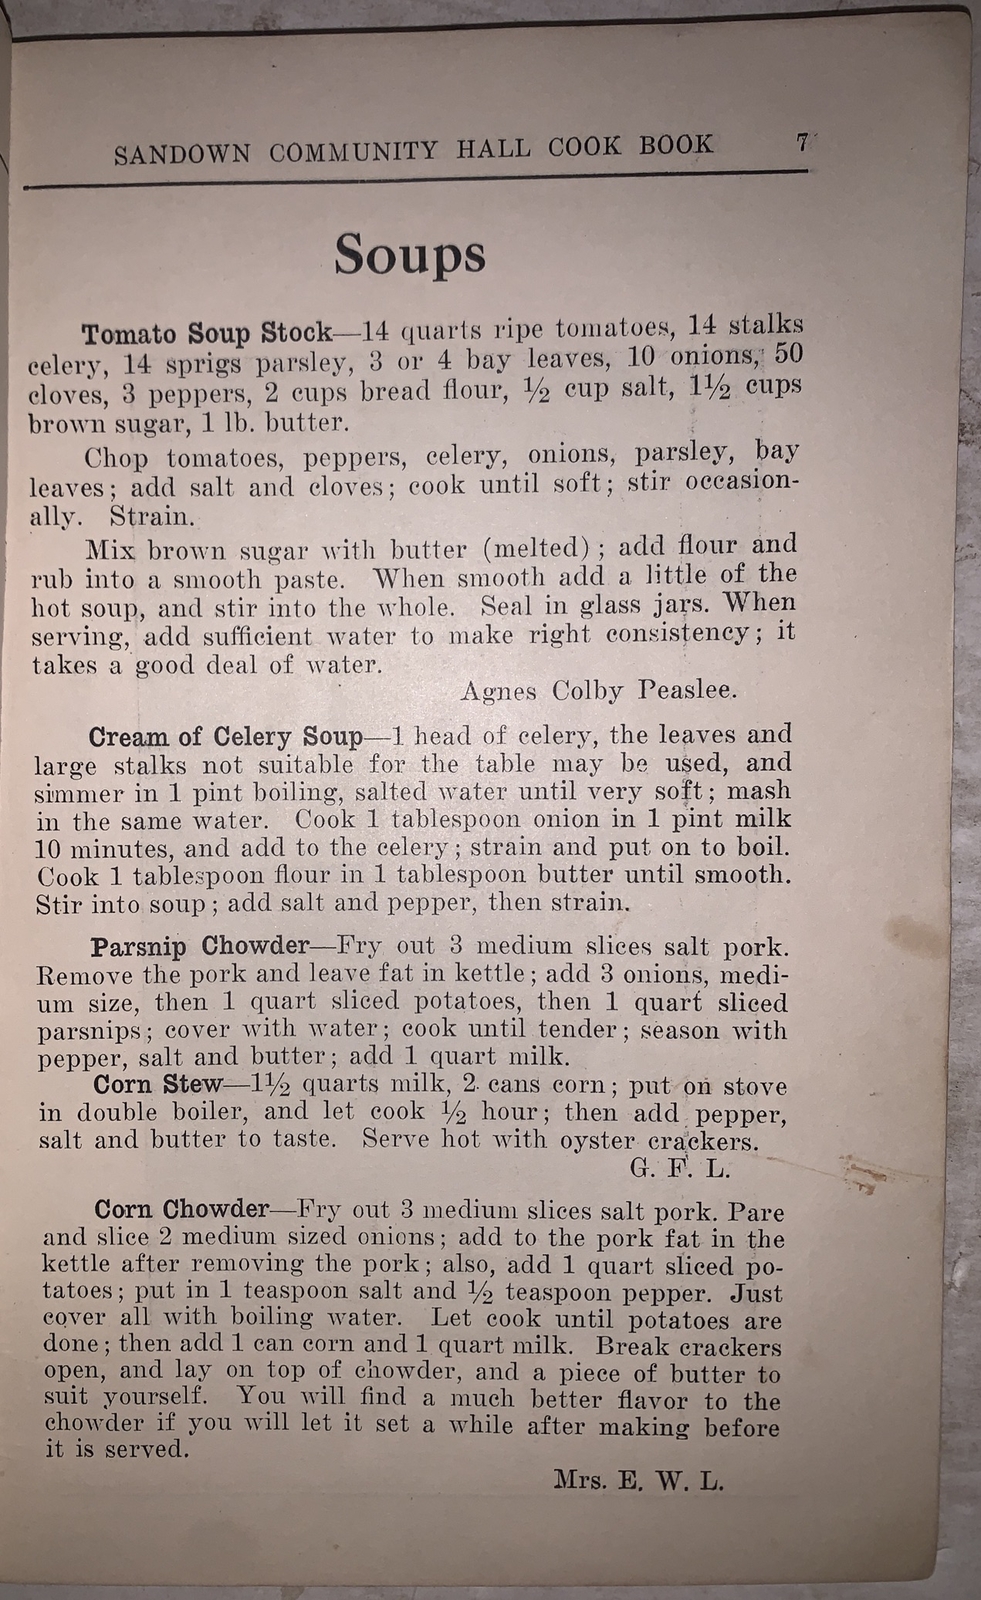 SANDOWN COMMUNITY HALL COOK BOOK 7
Soups
Tomato Soup Stock—14 quarts ripe tomatoes, 14 stalks
celery, 14 sprigs parsley, 3 or 4 bay leaves, 10 onions, 50
cloves, 3 peppers, 2 cups bread flour, ½ cup salt, 1½ cups
brown sugar, 1 lb. butter.
Chop tomatoes, peppers, celery, onions, parsley, bay
leaves; add salt and cloves; cook until soft; stir occasion-
ally. Strain.
Mix brown sugar with butter (melted); add flour and
rub into a smooth paste. When smooth add a little of the
hot soup, and stir into the whole. Seal in glass jars. When
serving, add sufficient water to make right consistency; it
takes a good deal of water.
Agnes Colby Peaslee.
Cream of Celery Soup—1 head of celery, the leaves and
large stalks not suitable for the table may be used, and
simmer in 1 pint boiling, salted water until very soft; mash
in the same water. Cook 1 tablespoon onion in 1 pint milk
10 minutes, and add to the celery; strain and put on to boil.
Cook 1 tablespoon flour in 1 tablespoon butter until smooth.
Stir into soup; add salt and pepper, then strain.
Parsnip Chowder—Fry out 3 medium slices salt pork.
Remove the pork and leave fat in kettle; add 3 onions, medi-
um size, then 1 quart sliced potatoes, then 1 quart sliced
parsnips; cover with water; cook until tender; season with
pepper, salt and butter; add 1 quart milk.
Corn Stew—1½ quarts milk, 2 cans corn; put on stove
in double boiler, and let cook ½ hour; then add pepper,
salt and butter to taste. Serve hot with oyster crackers.
G. F. L.
Corn Chowder—Fry out 3 medium slices salt pork. Pare
and slice 2 medium sized onions; add to the pork fat in the
kettle after removing the pork; also, add 1 quart sliced po-
tatoes; put in 1 teaspoon salt and ½ teaspoon pepper. Just
cover all with boiling water. Let cook until potatoes are
done; then add 1 can corn and 1 quart milk. Break crackers
open, and lay on top of chowder, and a piece of butter to
suit yourself. You will find a much better flavor to the
chowder if you will let it set a while after making before
it is served.
Mrs. E. W. L.